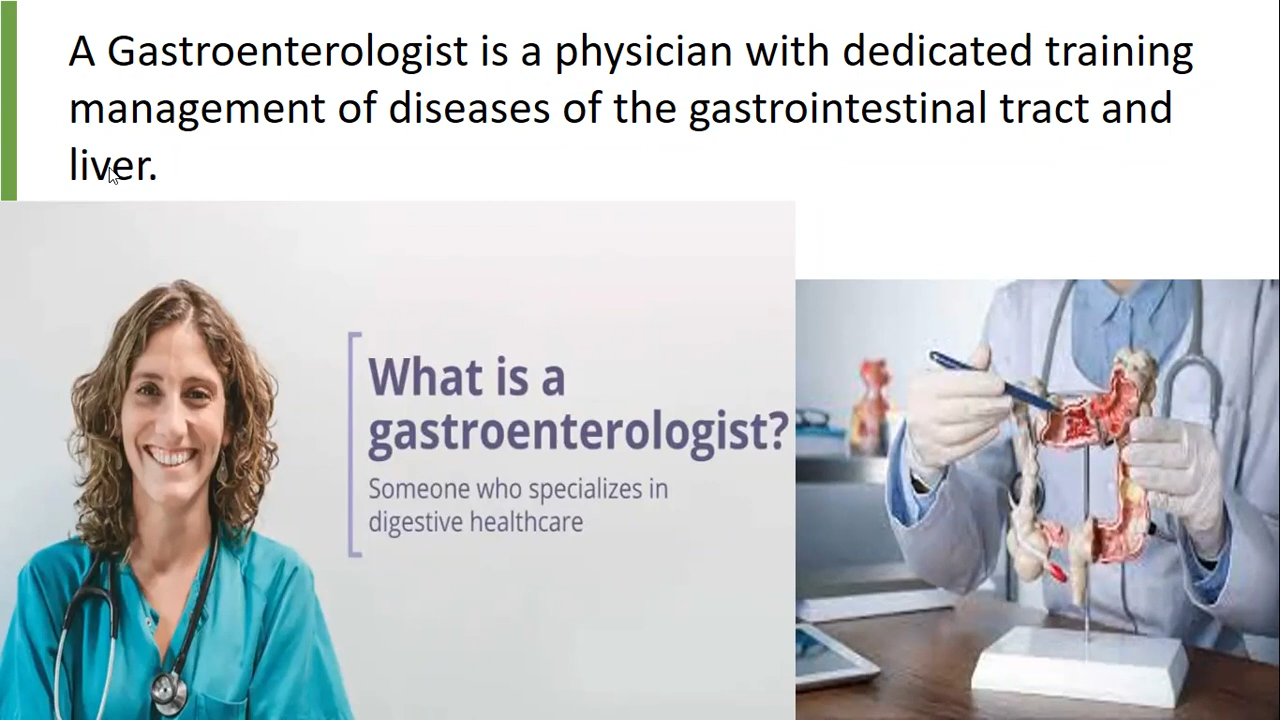 A Gastroenterologist is a physician with dedicated training
management of diseases of the gastrointestinal tract and
liver.
What is a
gastroenterologist?
Someone who specializes in
digestive healthcare